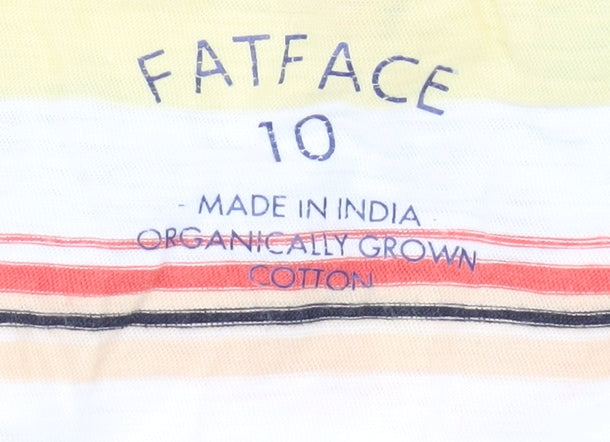 FATFACE
10
- MADE IN INDIA
ORGANICALLY GROWN
COTTON